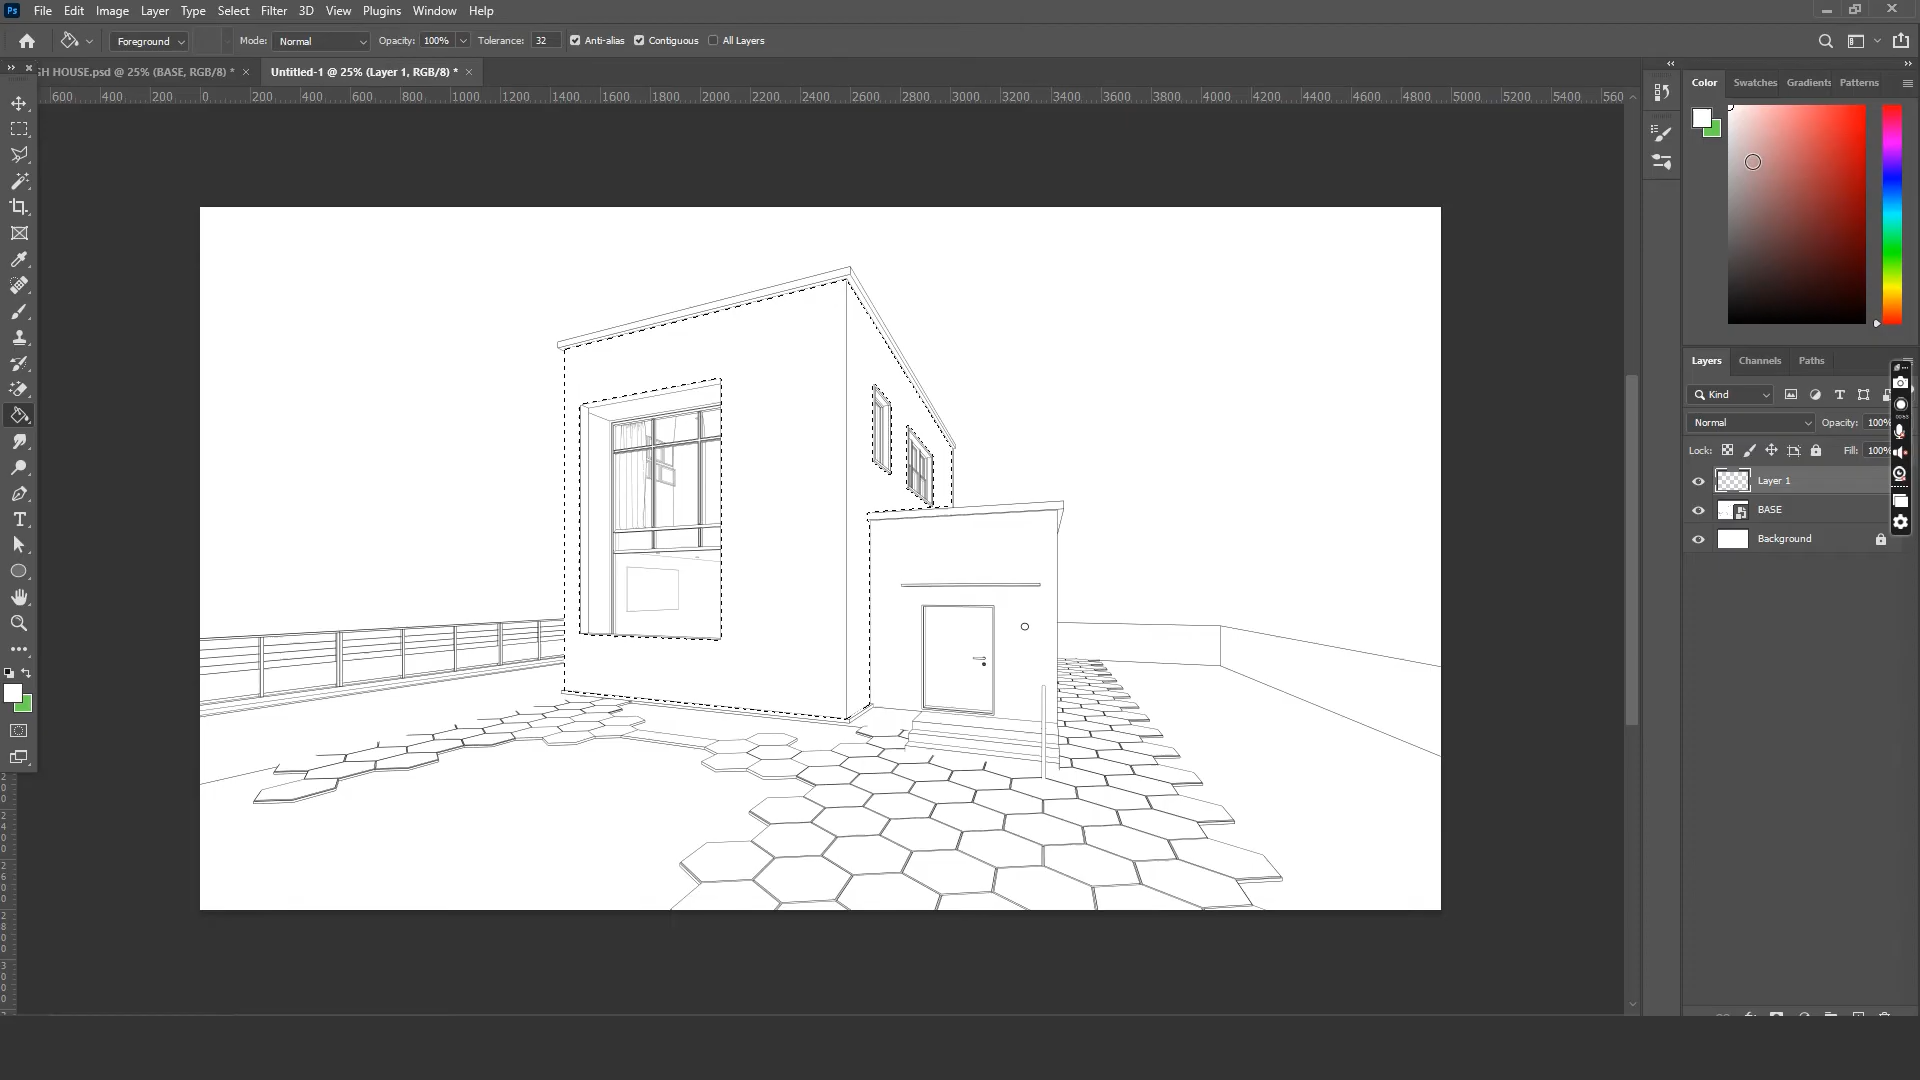 Ps File Edit Image Layer Type Select Filter 3D View Plugins Window Help
Foreground Mode: Normal Opacity: 100% Tolerance: 32 Anti-alias Contiguous All Layers
GH HOUSE.psd @ 25% (BASE, RGB/8) * Untitled-1 @ 25% (Layer 1, RGB/8) *
600 400 200 0 200 400 600 800 1000 1200 1400 1600 1800 2000 2200 2400 2600 2800 3000 3200 3400 3600 3800 4000 4200 4400 4600 4800 5000 5200 5400 560
Color Swatches Gradients Patterns
Layers Channels Paths
Kind
Normal Opacity: 100%
Lock: Fill: 100%
Layer 1
BASE
Background